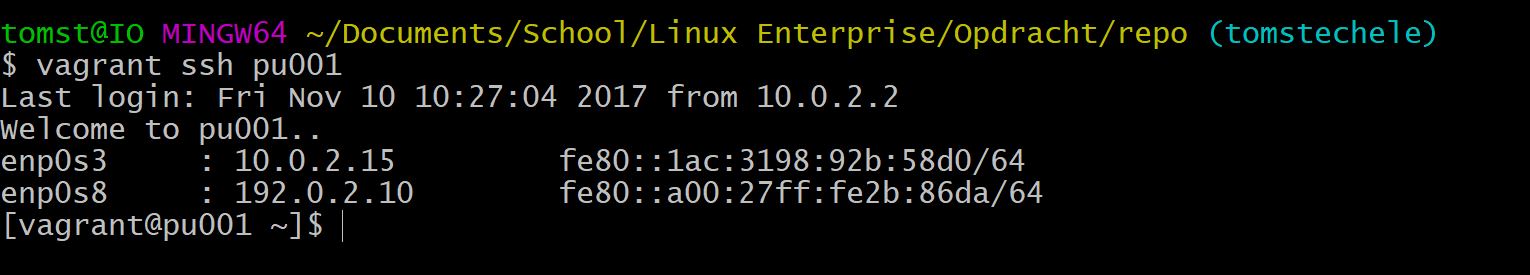 tomst@IO MINGW64 ~/Documents/School/Linux Enterprise/Opdracht/repo (tomstechele)
$ vagrant ssh pu001
Last login: Fri Nov 10 10:27:04 2017 from 10.0.2.2
Welcome to pu001..
enp0s3     : 10.0.2.15         fe80::1ac:3198:92b:58d0/64
enp0s8     : 192.0.2.10        fe80::a00:27ff:fe2b:86da/64
[vagrant@pu001 ~]$